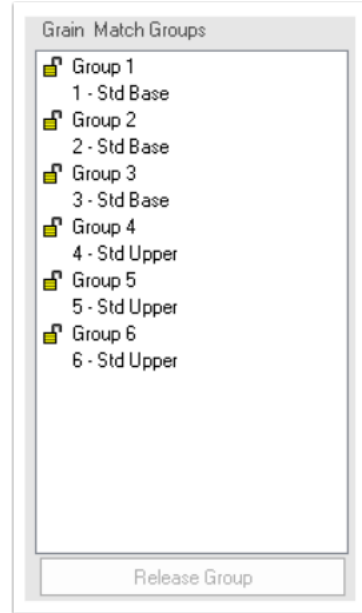 Grain Match Groups
Group 1
1 - Std Base
Group 2
2 - Std Base
Group 3
3 - Std Base
Group 4
4 - Std Upper
Group 5
5 - Std Upper
Group 6
6 - Std Upper
Release Group